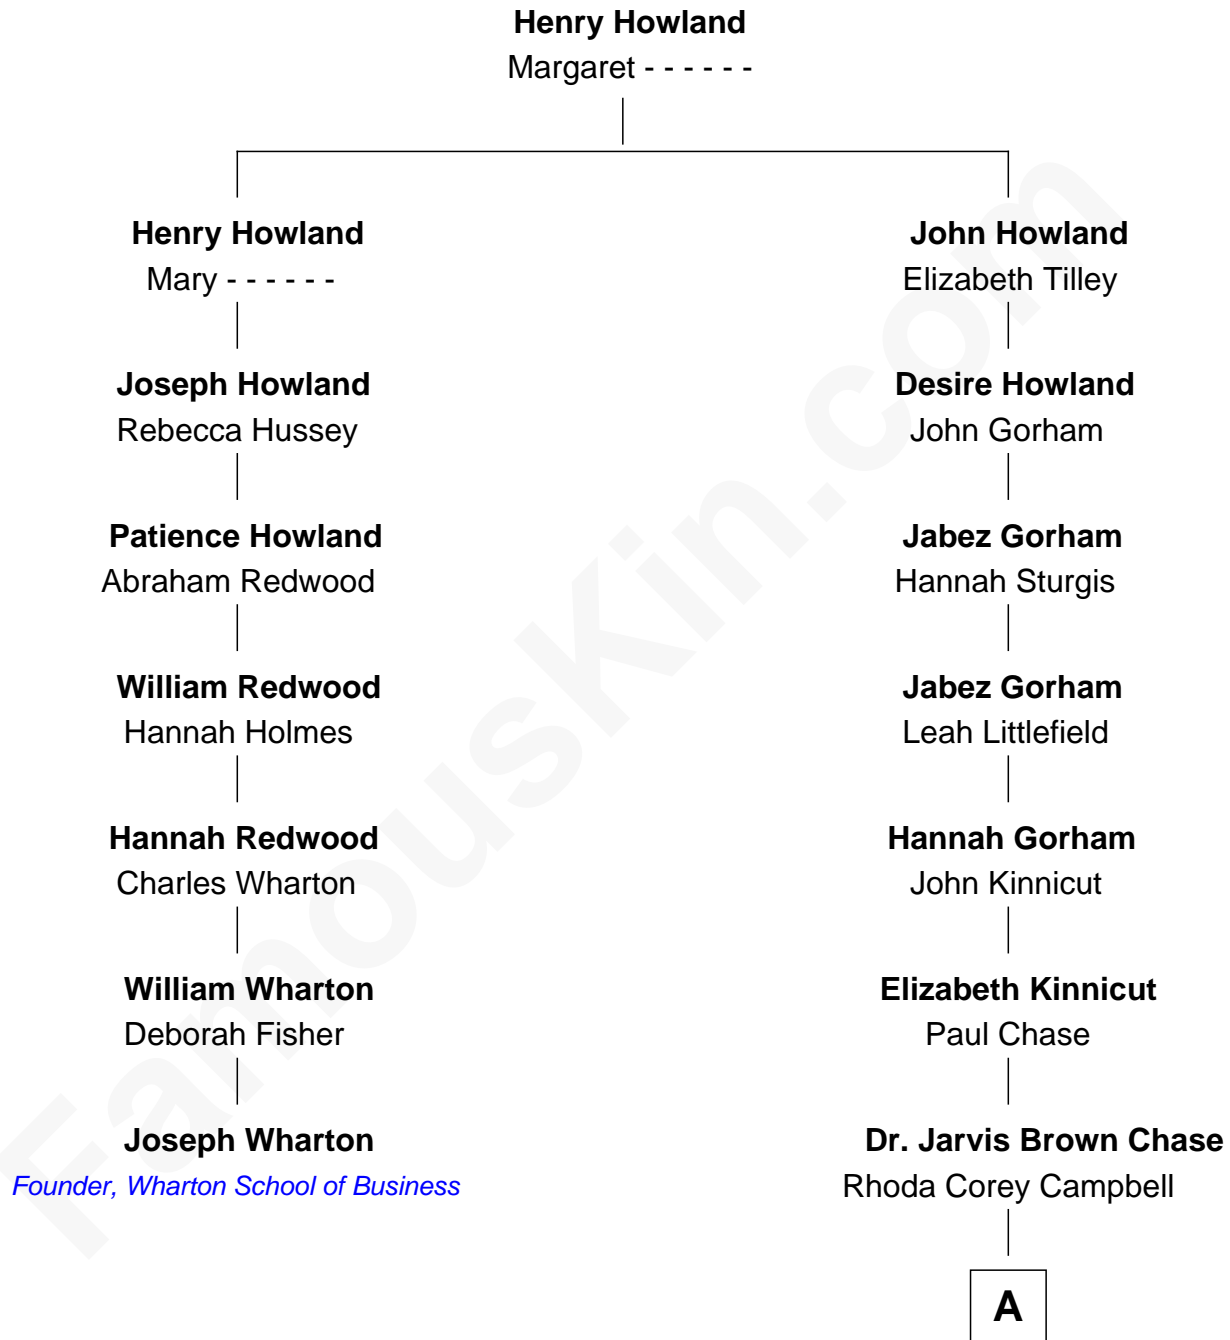 Henry Howland
Margaret - - - - - -
Henry Howland
Mary - - - - - -
John Howland
Elizabeth Tilley
Joseph Howland
Rebecca Hussey
Desire Howland
John Gorham
Patience Howland
Abraham Redwood
Jabez Gorham
Hannah Sturgis
William Redwood
Hannah Holmes
Jabez Gorham
Leah Littlefield
Hannah Redwood
Charles Wharton
Hannah Gorham
John Kinnicut
William Wharton
Deborah Fisher
Elizabeth Kinnicut
Paul Chase
Joseph Wharton
Founder, Wharton School of Business
Dr. Jarvis Brown Chase
Rhoda Corey Campbell
A
FamousKin.com